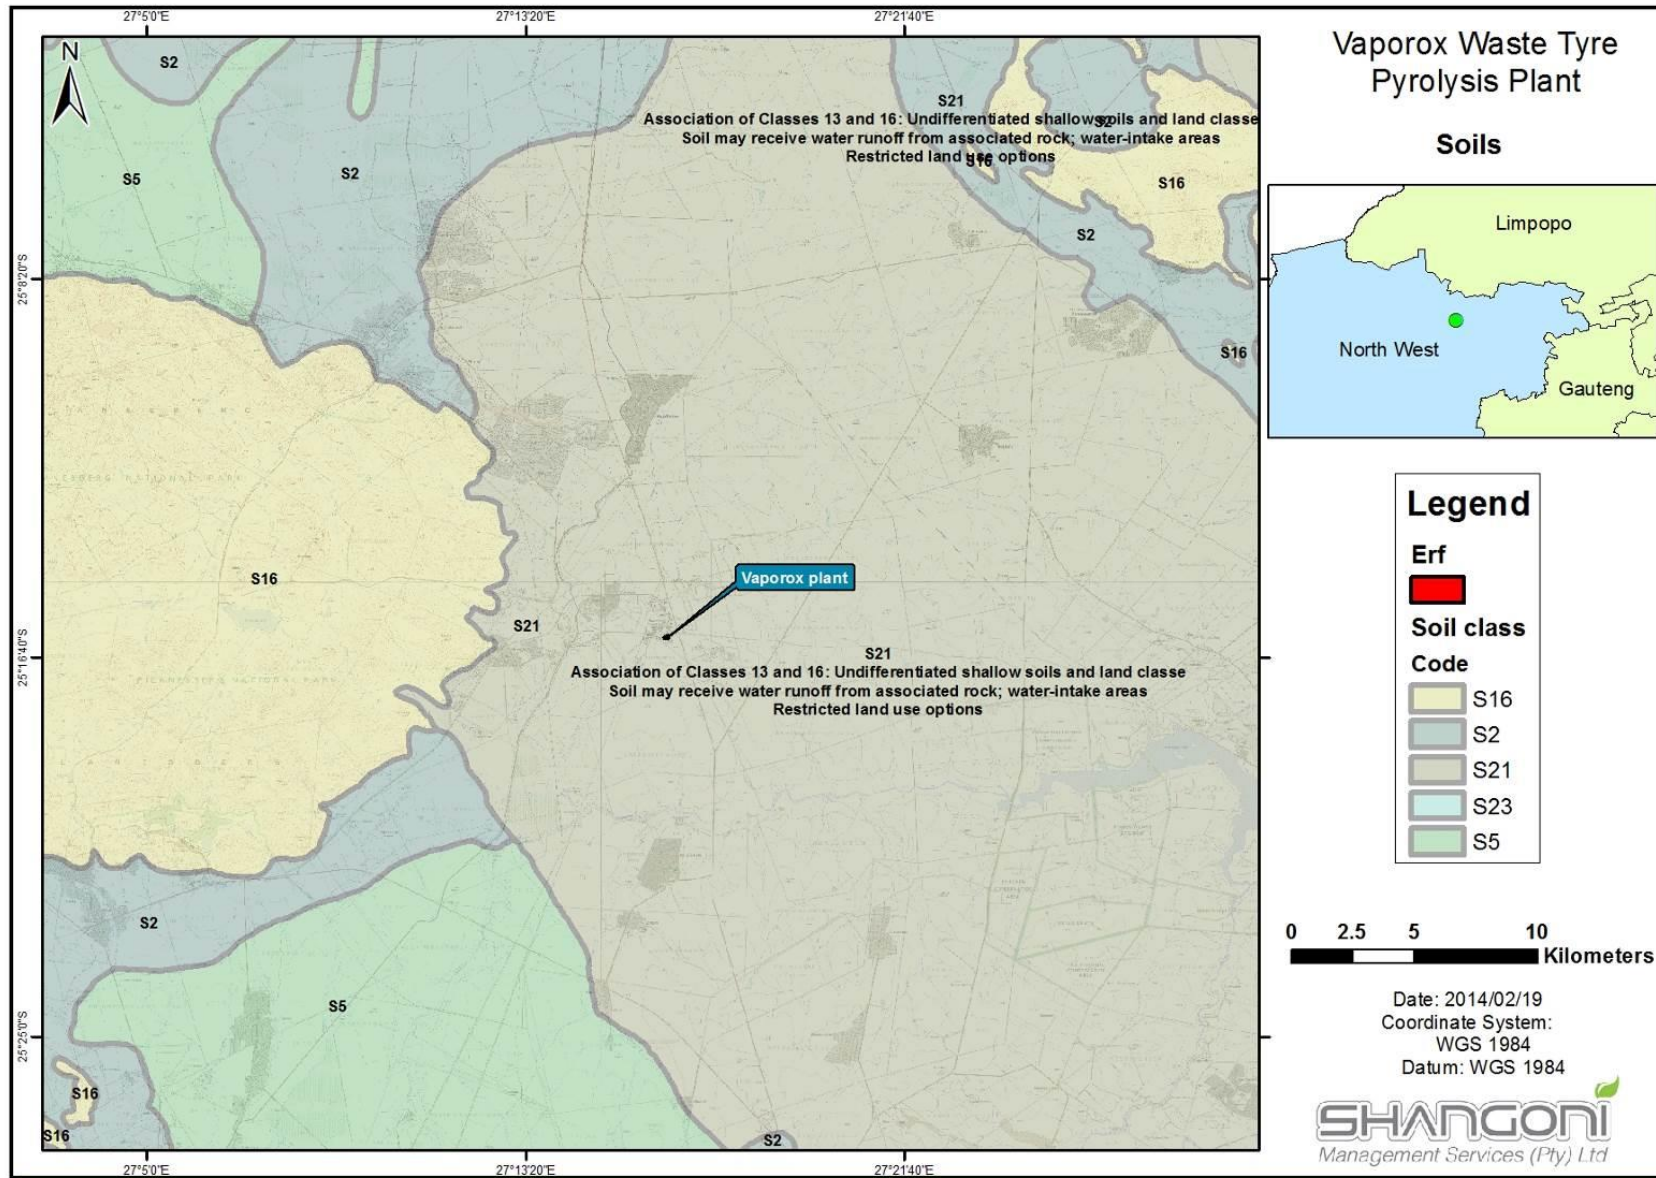 27°5'0"E
27°13'20"E
27°21'40"E
N
S2
S21
Association of Classes 13 and 16: Undifferentiated shallow soils and land classe
Soil may receive water runoff from associated rock; water-intake areas
Restricted land use options
S2
S16
S5
S2
S16
S2
25°8'20"S
S16
S16
Vaporox plant
S21
25°16'40"S
S21
Association of Classes 13 and 16: Undifferentiated shallow soils and land classe
Soil may receive water runoff from associated rock; water-intake areas
Restricted land use options
PILANESBERG NATIONAL PARK
S2
S5
25°25'0"S
S16
S16
S2
27°5'0"E
27°13'20"E
27°21'40"E
Vaporox Waste Tyre
Pyrolysis Plant
Soils
Limpopo
North West
Gauteng
Legend
Erf
Soil class
Code
S16
S2
S21
S23
S5
0 2.5 5 10
Kilometers
Date: 2014/02/19
Coordinate System:
WGS 1984
Datum: WGS 1984
SHANGONI
Management Services (Pty) Ltd